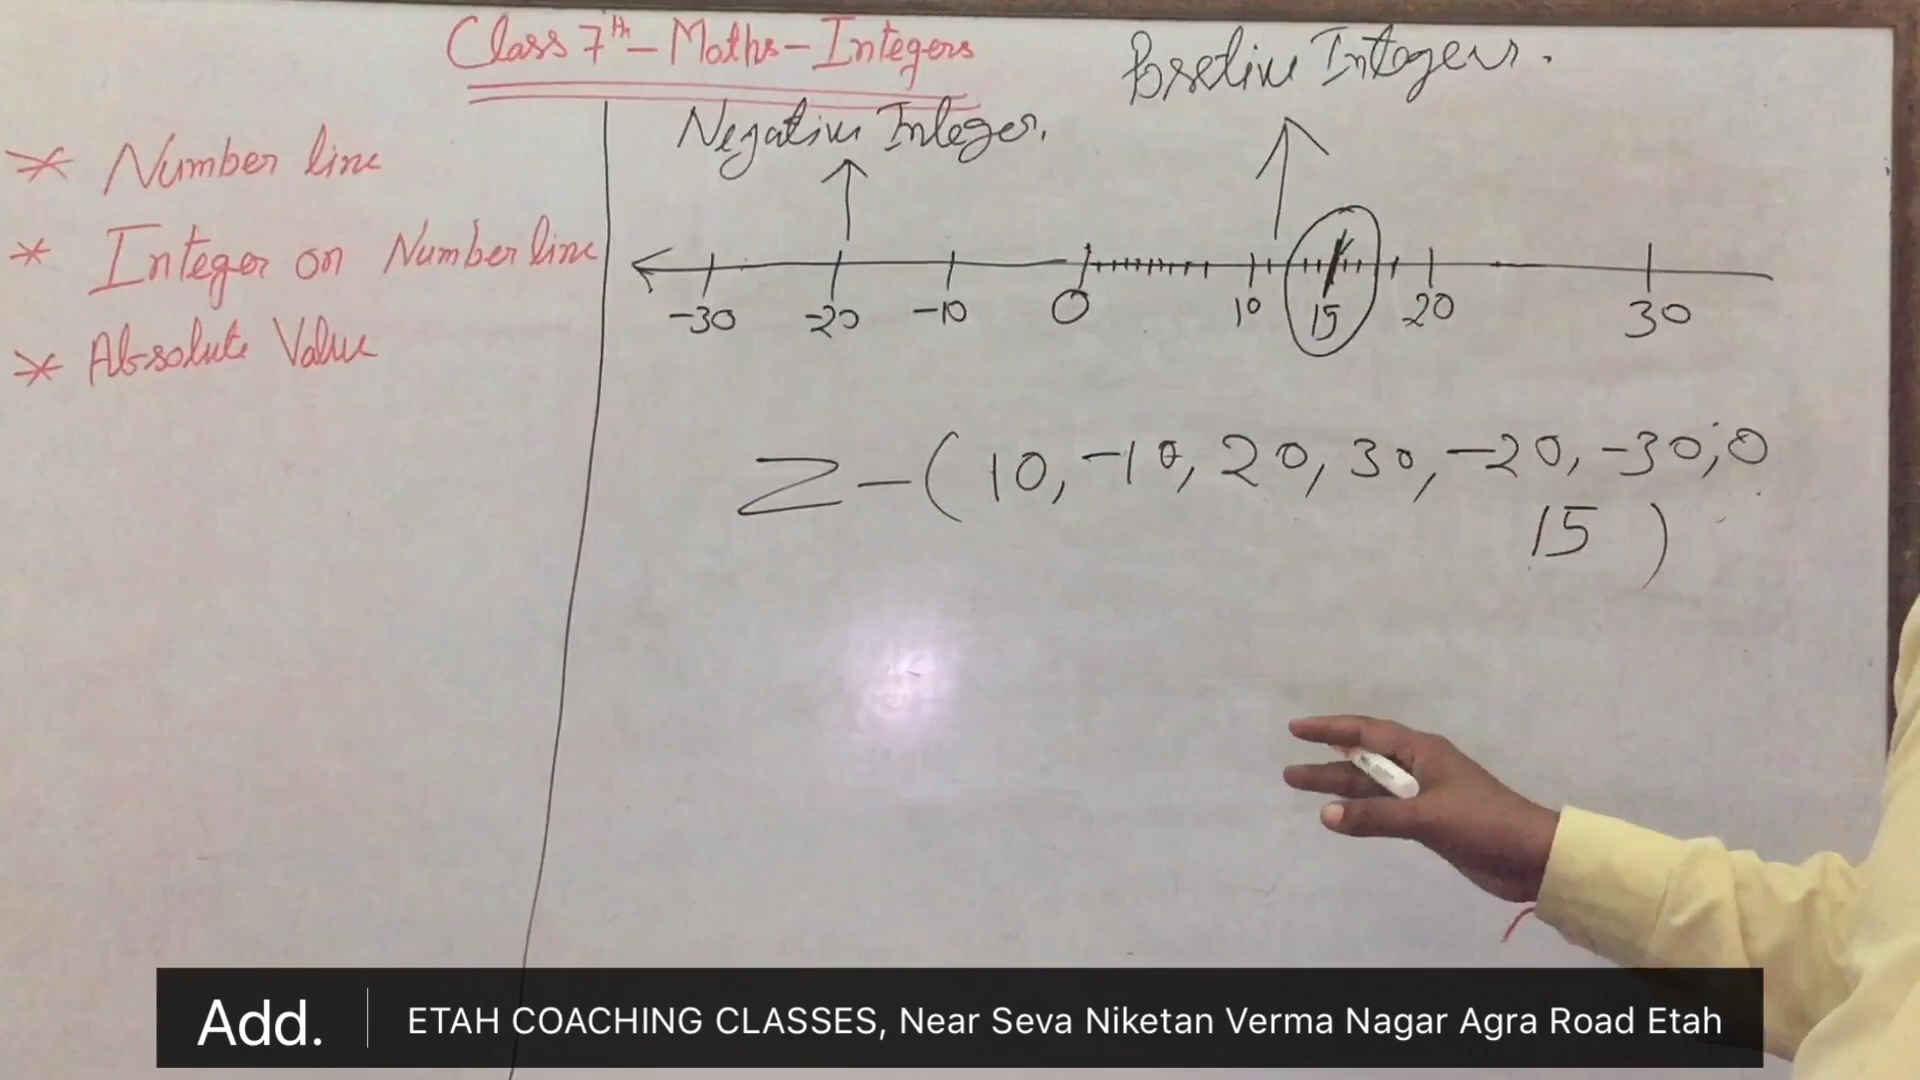 Class 7th - Maths - Integers
* Number line
* Integer on Number line
* Absolute Value
Negative Integer.
Positive Integers.
-30 -20 -10 0 10 15 20 30
Z - ( 10, -10, 20, 30, -20, -30, 0
15 )
Add. ETAH COACHING CLASSES, Near Seva Niketan Verma Nagar Agra Road Etah